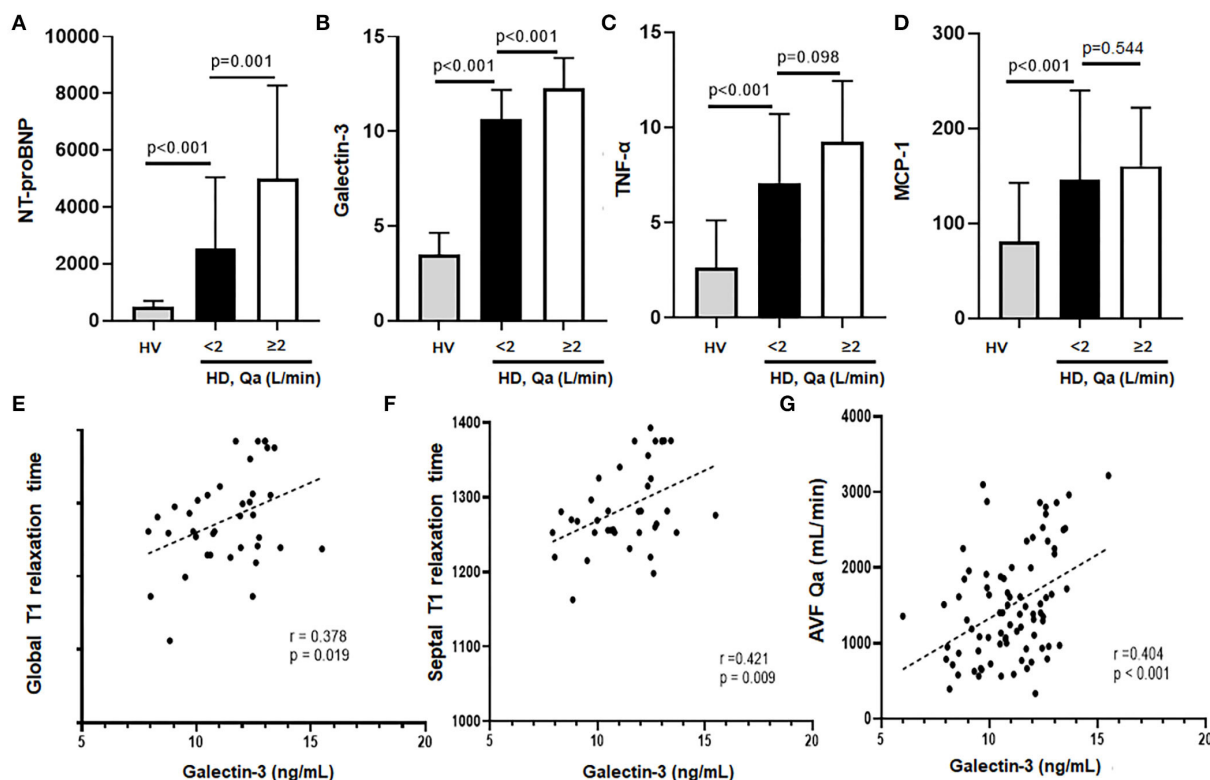 A
NT-proBNP
10000
8000
6000
4000
2000
0
p<0.001
p=0.001
HV
<2
≥2
HD, Qa (L/min)
B
Galectin-3
15
10
5
0
p<0.001
p<0.001
HV
<2
≥2
HD, Qa (L/min)
C
TNF-α
15
10
5
0
p<0.001
p=0.098
HV
<2
≥2
HD, Qa (L/min)
D
MCP-1
300
200
100
0
p<0.001
p=0.544
HV
<2
≥2
HD, Qa (L/min)
E
Global T1 relaxation time
r = 0.378
p = 0.019
5
10
15
20
Galectin-3 (ng/mL)
F
Septal T1 relaxation time
1400
1300
1200
1100
1000
r =0.421
p = 0.009
5
10
15
20
Galectin-3 (ng/mL)
G
AVF Qa (mL/min)
4000
3000
2000
1000
0
r =0.404
p < 0.001
5
10
15
20
Galectin-3 (ng/mL)